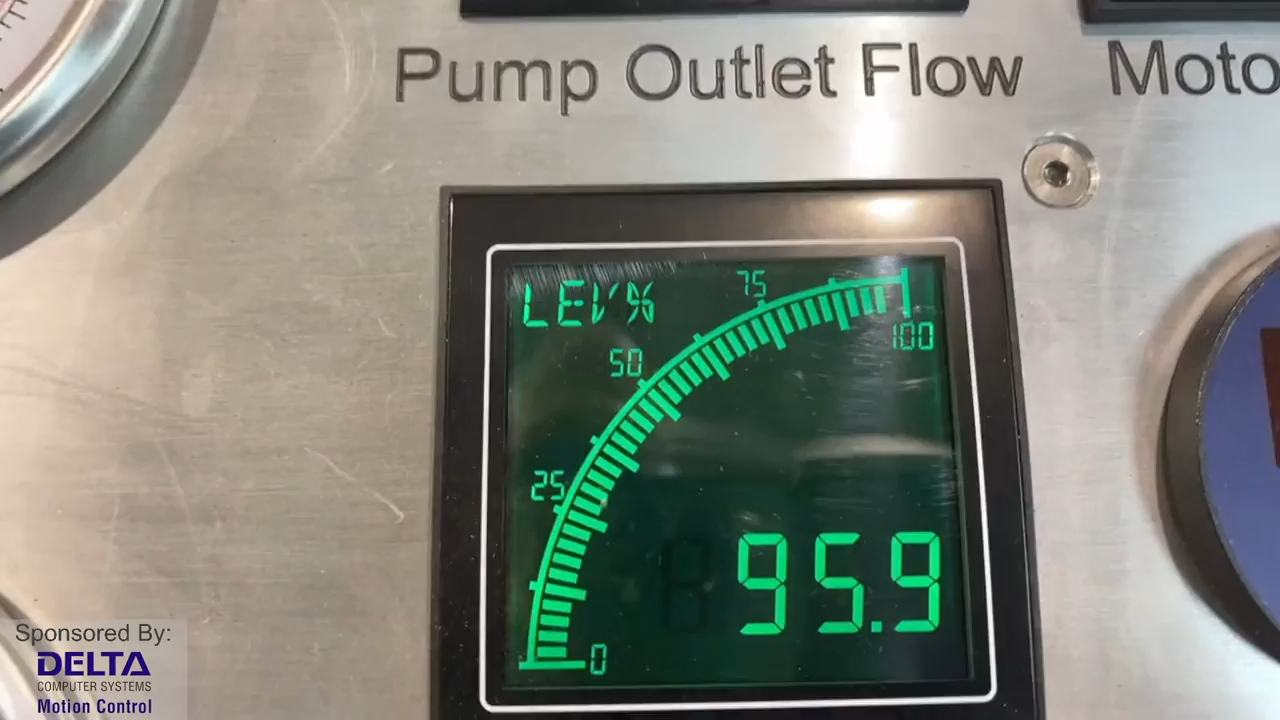 Pump Outlet Flow
Moto
LEV%
75
100
50
25
95.9
0
Sponsored By:
DELTA
COMPUTER SYSTEMS
Motion Control